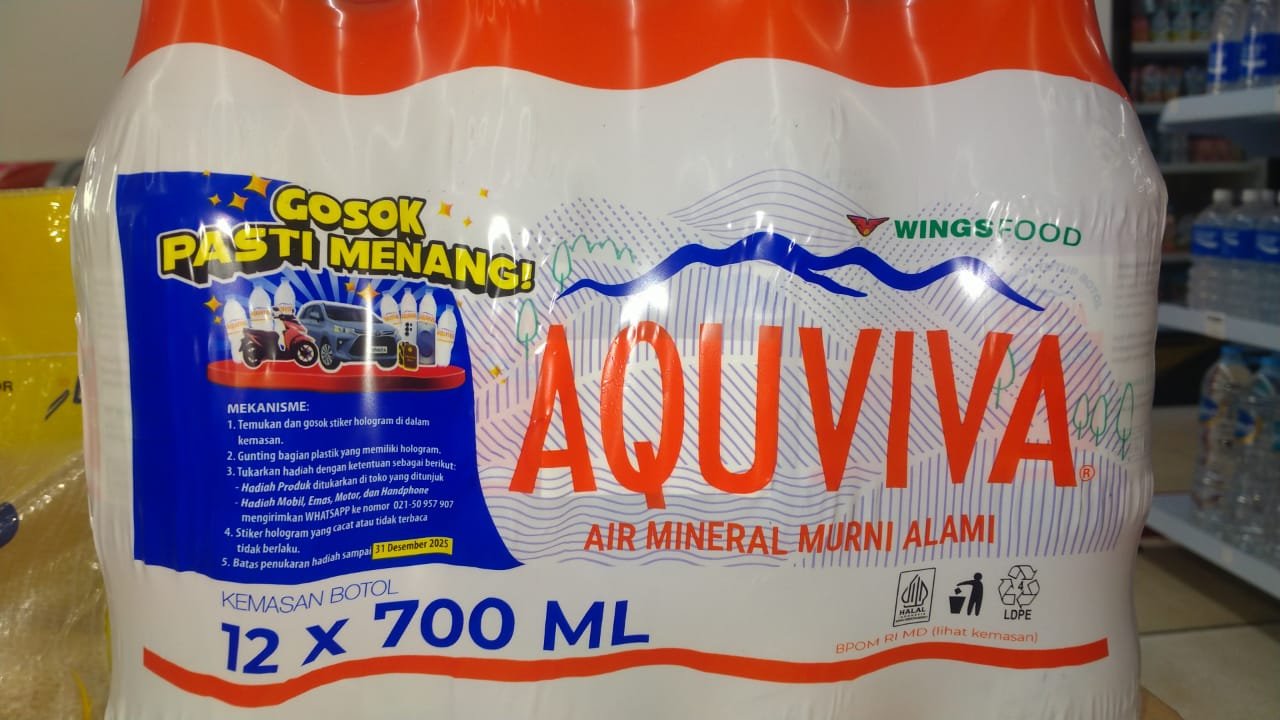 GOSOK
PASTI MENANG!
MEKANISME:
1. Temukan dan gosok stiker hologram di dalam
kemasan.
2. Gunting bagian plastik yang memiliki hologram.
3. Tukarkan hadiah dengan ketentuan sebagai berikut:
- Hadiah Produk ditukarkan di toko yang ditunjuk
- Hadiah Mobil, Emas, Motor, dan Handphone
mengirimkan WHATSAPP ke nomor 021-50 957 907
4. Stiker hologram yang cacat atau tidak terbaca
tidak berlaku.
5. Batas penukaran hadiah sampai 31 Desember 2025
WINGSFOOD
AQUVIVA®
AIR MINERAL MURNI ALAMI
KEMASAN BOTOL
12 X 700 ML
HALAL
INDONESIA
4
LDPE
BPOM RI MD (lihat kemasan)